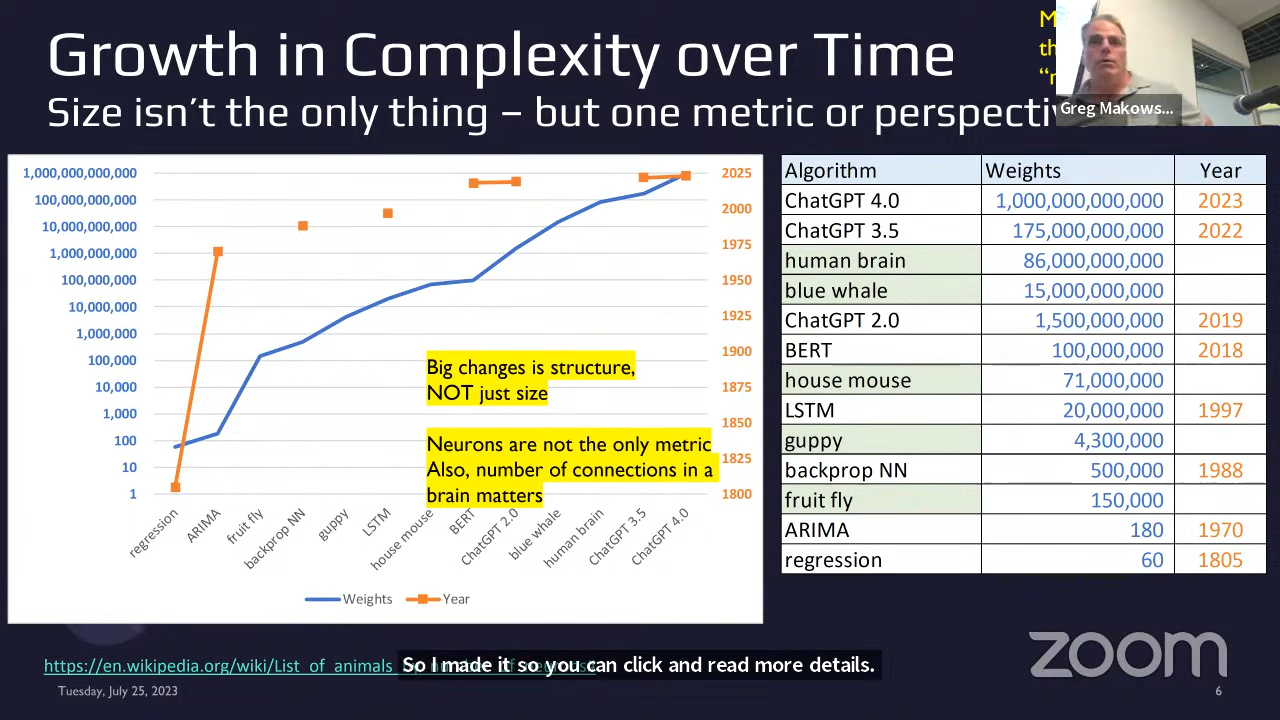 Growth in Complexity over Time
Size isn't the only thing – but one metric or
Greg Makows...
1,000,000,000,000
100,000,000,000
10,000,000,000
1,000,000,000
100,000,000
10,000,000
1,000,000
100,000
10,000
1,000
100
10
1
2025
2000
1975
1950
1925
1900
1875
1850
1825
1800
Big changes is structure,
NOT just size
Neurons are not the only metric
Also, number of connections in a
brain matters
regression
ARIMA
fruit fly
backprop NN
guppy
LSTM
house mouse
BERT
ChatGPT 2.0
blue whale
human brain
ChatGPT 3.5
ChatGPT 4.0
Weights Year
Algorithm Weights Year
ChatGPT 4.0 1,000,000,000,000 2023
ChatGPT 3.5 175,000,000,000 2022
human brain 86,000,000,000
blue whale 15,000,000,000
ChatGPT 2.0 1,500,000,000 2019
BERT 100,000,000 2018
house mouse 71,000,000
LSTM 20,000,000 1997
guppy 4,300,000
backprop NN 500,000 1988
fruit fly 150,000
ARIMA 180 1970
regression 60 1805
https://en.wikipedia.org/wiki/List_of_animals
So I made it so you can click and read more details.
zoom
Tuesday, July 25, 2023
6